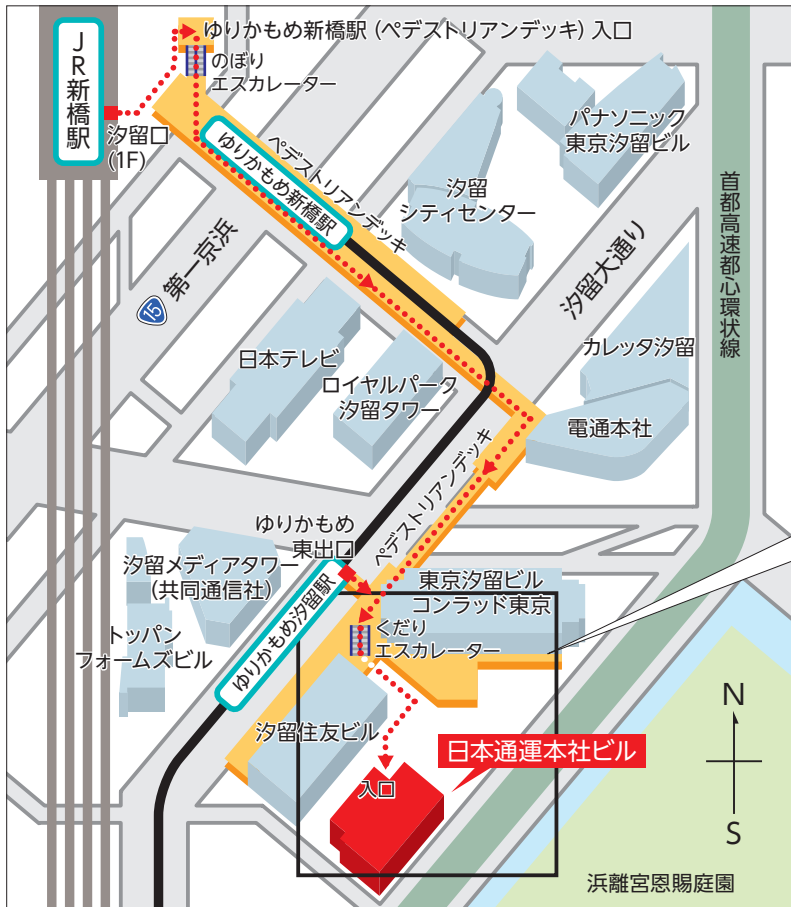 JR新橋駅
ゆりかもめ新橋駅(ペデストリアンデッキ)入口
のぼり
エスカレーター
汐留口
(1F)
ペデストリアンデッキ
ゆりかもめ新橋駅
パナソニック
東京汐留ビル
汐留
シティセンター
首都高速都心環状線
汐留大通り
15
第一京浜
カレッタ汐留
日本テレビ
ロイヤルパーク
汐留タワー
電通本社
ペデストリアンデッキ
ゆりかもめ
東出口
汐留メディアタワー
(共同通信社)
東京汐留ビル
コンラッド東京
トッパン
フォームズビル
ゆりかもめ汐留駅
くだり
エスカレーター
汐留住友ビル
日本通運本社ビル
入口
N
S
浜離宮恩賜庭園